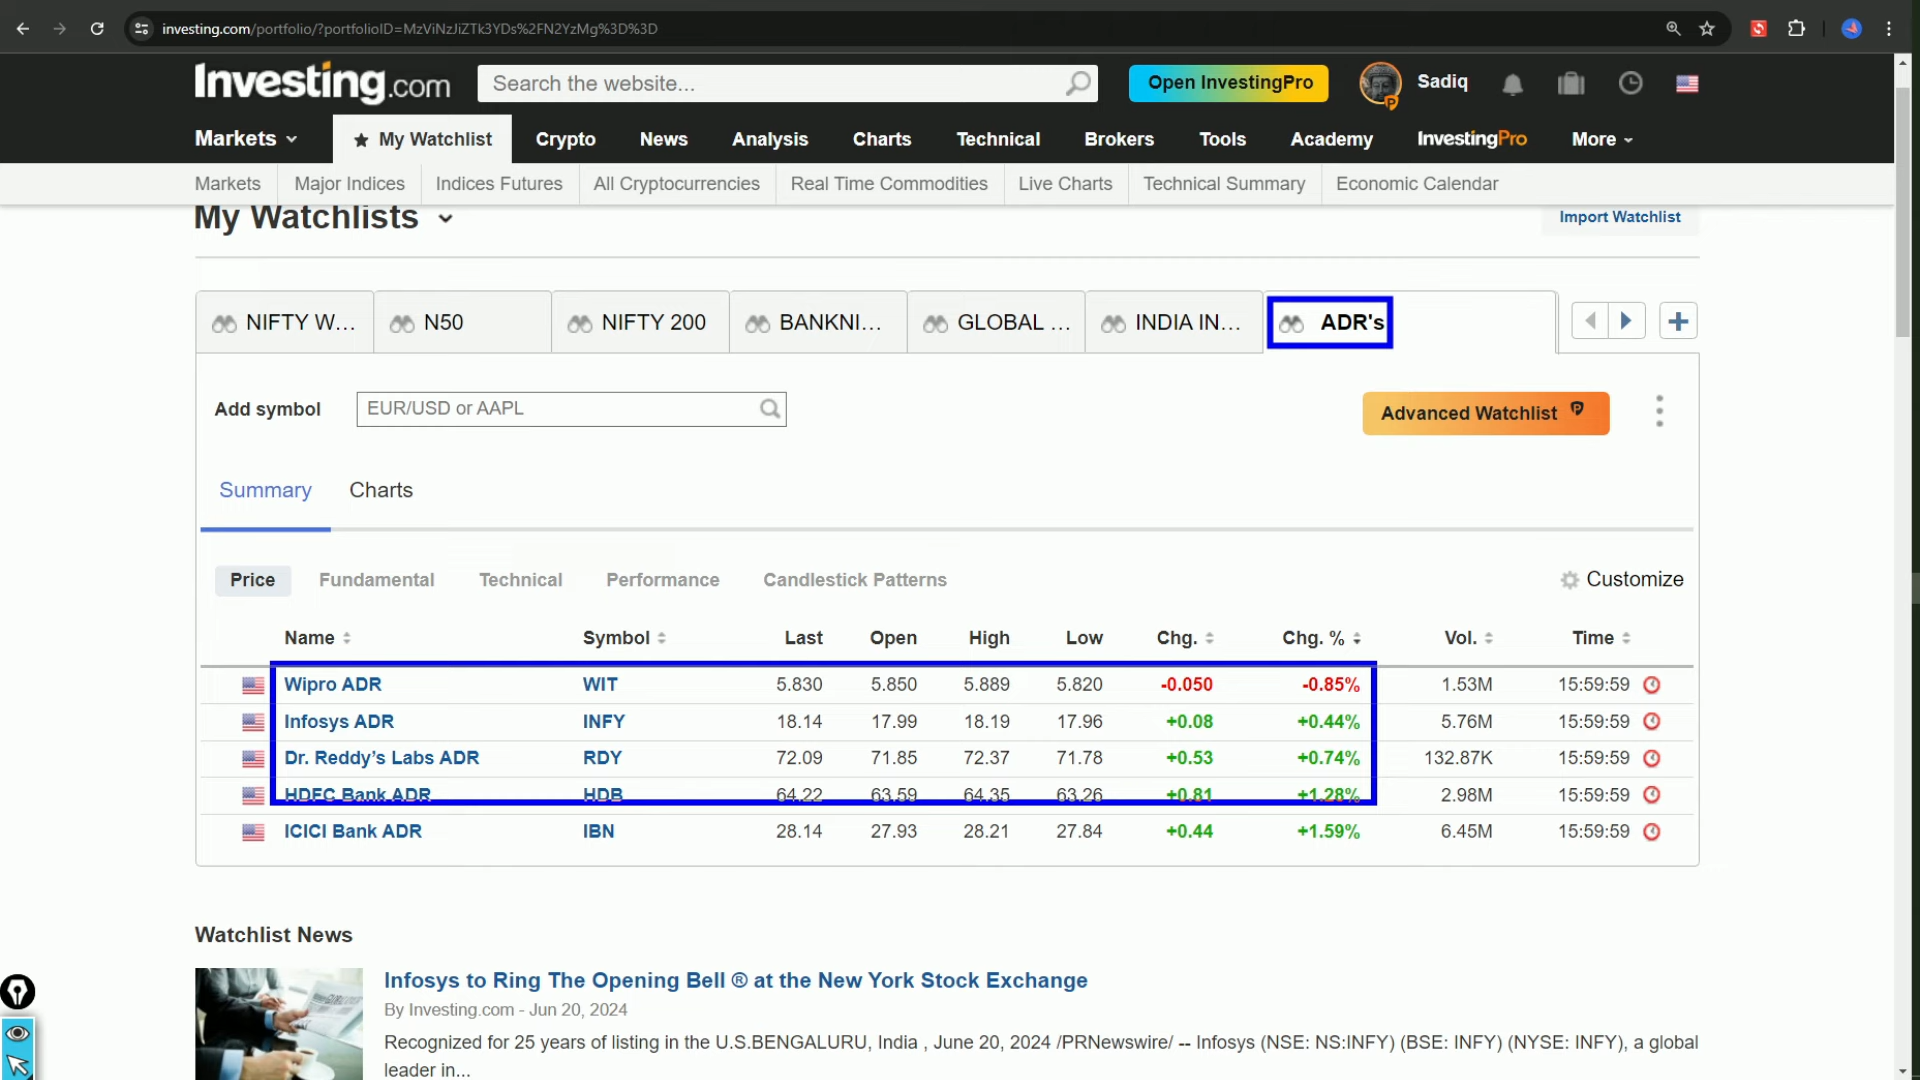 investing.com/portfolio/?portfolioID=MzViNzJiZTk3YDs%2FN2YzMg%3D%3D
Investing.com
Search the website...
Open InvestingPro
Sadiq
Markets
My Watchlist
Crypto
News
Analysis
Charts
Technical
Brokers
Tools
Academy
InvestingPro
More
Markets
Major Indices
Indices Futures
All Cryptocurrencies
Real Time Commodities
Live Charts
Technical Summary
Economic Calendar
My Watchlists
Import Watchlist
NIFTY W...
N50
NIFTY 200
BANKNI...
GLOBAL ...
INDIA IN...
ADR's
Add symbol
EUR/USD or AAPL
Advanced Watchlist
Summary
Charts
Price
Fundamental
Technical
Performance
Candlestick Patterns
Customize
Name Symbol Last Open High Low Chg. Chg. % Vol. Time
Wipro ADR WIT 5.830 5.850 5.889 5.820 -0.050 -0.85% 1.53M 15:59:59
Infosys ADR INFY 18.14 17.99 18.19 17.96 +0.08 +0.44% 5.76M 15:59:59
Dr. Reddy’s Labs ADR RDY 72.09 71.85 72.37 71.78 +0.53 +0.74% 132.87K 15:59:59
HDFC Bank ADR HDB 64.22 63.59 64.35 63.26 +0.81 +1.28% 2.98M 15:59:59
ICICI Bank ADR IBN 28.14 27.93 28.21 27.84 +0.44 +1.59% 6.45M 15:59:59
Watchlist News
Infosys to Ring The Opening Bell ® at the New York Stock Exchange
By Investing.com - Jun 20, 2024
Recognized for 25 years of listing in the U.S.BENGALURU, India , June 20, 2024 /PRNewswire/ -- Infosys (NSE: NS:INFY) (BSE: INFY) (NYSE: INFY), a global
leader in...